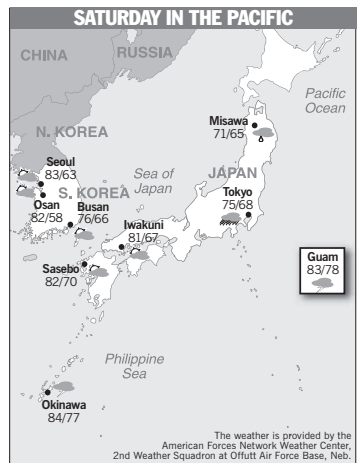 SATURDAY IN THE PACIFIC
CHINA
RUSSIA
Pacific
Ocean
Misawa
71/65
N. KOREA
Seoul
83/63
Sea of
Japan
JAPAN
S. KOREA
Osan
82/58
Busan
76/66
Tokyo
75/68
Iwakuni
81/67
Sasebo
82/70
Guam
83/78
Philippine
Sea
Okinawa
84/77
The weather is provided by the
American Forces Network Weather Center,
2nd Weather Squadron at Offutt Air Force Base, Neb.